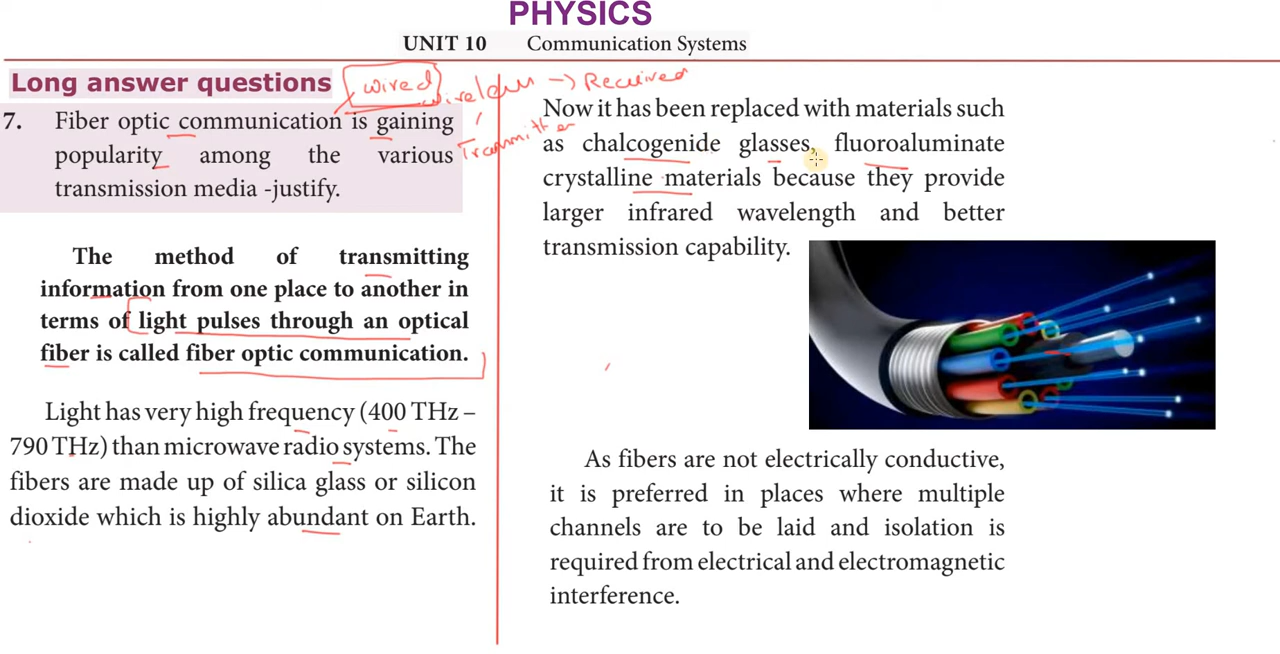 PHYSICS
UNIT 10 Communication Systems
Long answer questions
wired
wireless → Received
Transmitter
7. Fiber optic communication is gaining
popularity among the various
transmission media -justify.
The method of transmitting
information from one place to another in
terms of light pulses through an optical
fiber is called fiber optic communication.
Light has very high frequency (400 THz –
790 THz) than microwave radio systems. The
fibers are made up of silica glass or silicon
dioxide which is highly abundant on Earth.
Now it has been replaced with materials such
as chalcogenide glasses, fluoroaluminate
crystalline materials because they provide
larger infrared wavelength and better
transmission capability.
As fibers are not electrically conductive,
it is preferred in places where multiple
channels are to be laid and isolation is
required from electrical and electromagnetic
interference.